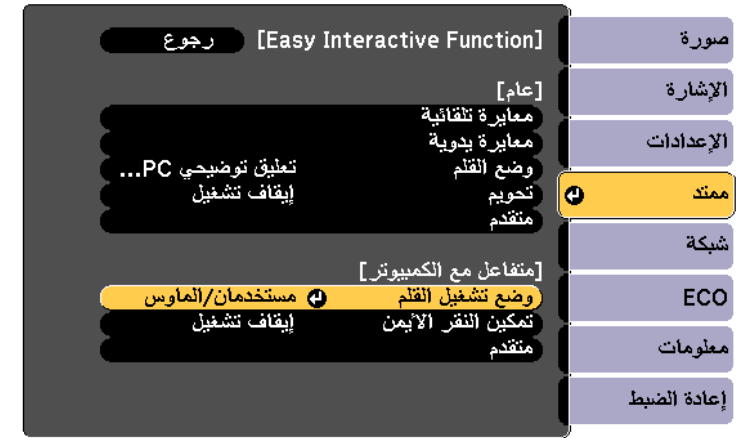 صورة
الإشارة
الإعدادات
ممتد
شبكة
ECO
معلومات
إعادة الضبط
[Easy Interactive Function] رجوع
[عام]
معايرة تلقائية
معايرة يدوية
وضع القلم تعليق توضيحي PC...
تحويم إيقاف تشغيل
متقدم
[متفاعل مع الكمبيوتر]
وضع تشغيل القلم مستخدمان/الماوس
تمكين النقر الأيمن إيقاف تشغيل
متقدم